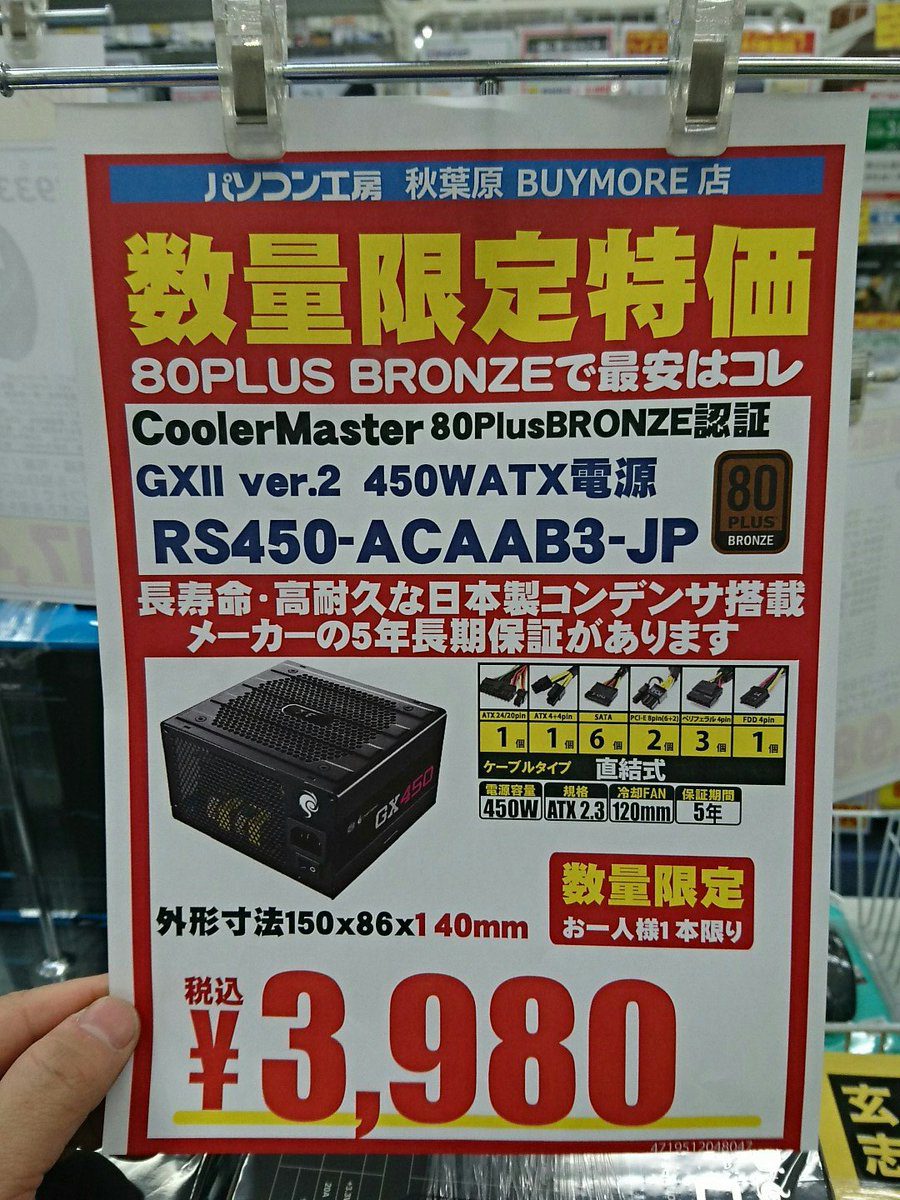 パソコン工房 秋葉原 BUYMORE 店
数量限定特価
80PLUS BRONZEで最安はコレ
CoolerMaster 80PlusBRONZE認証
GXII ver.2 450WATX電源
RS450-ACAAB3-JP
80 PLUS BRONZE
長寿命・高耐久な日本製コンデンサ搭載
メーカーの5年長期保証があります
GX450
ATX 24/20pin ATX 4+4pin SATA PCI-E 8pin(6+2) ペリフェラル 4pin FDD 4pin
1個 1個 6個 2個 3個 1個
ケーブルタイプ 直結式
電源容量 規格 冷却FAN 保証期間
450W ATX 2.3 120mm 5年
外形寸法150x86x140mm
数量限定
お一人様1本限り
税込
¥3,980
4719512048047
玄
志